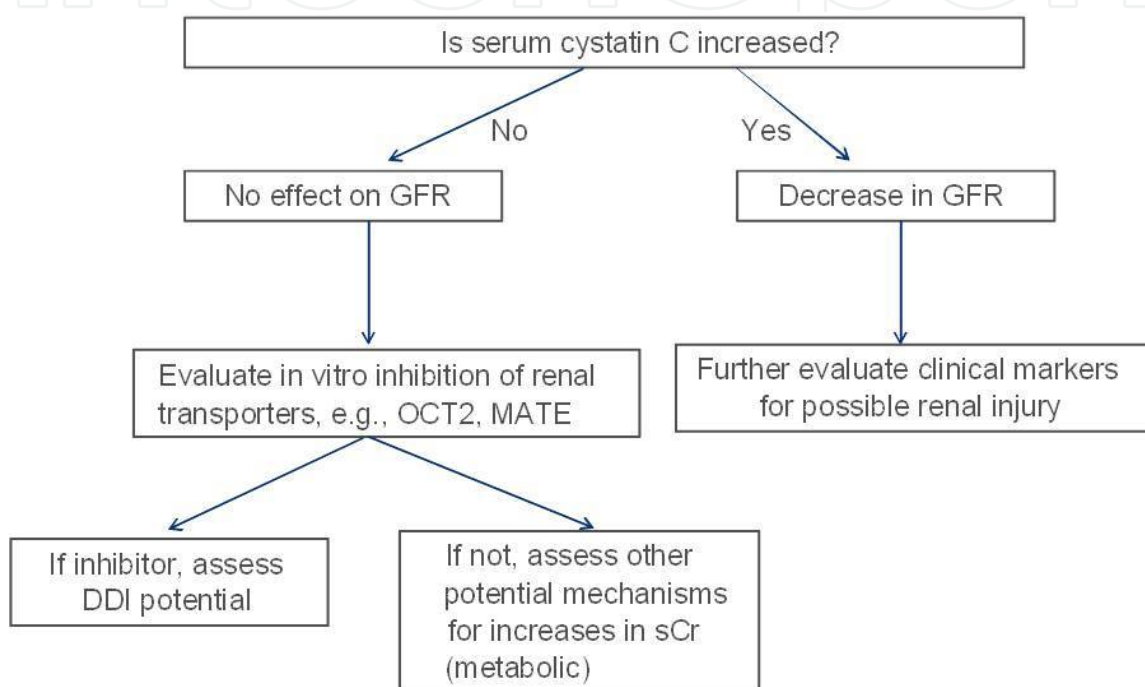 Is serum cystatin C increased?
No
Yes
No effect on GFR
Decrease in GFR
Evaluate in vitro inhibition of renal
transporters, e.g., OCT2, MATE
Further evaluate clinical markers
for possible renal injury
If inhibitor, assess
DDI potential
If not, assess other
potential mechanisms
for increases in sCr
(metabolic)